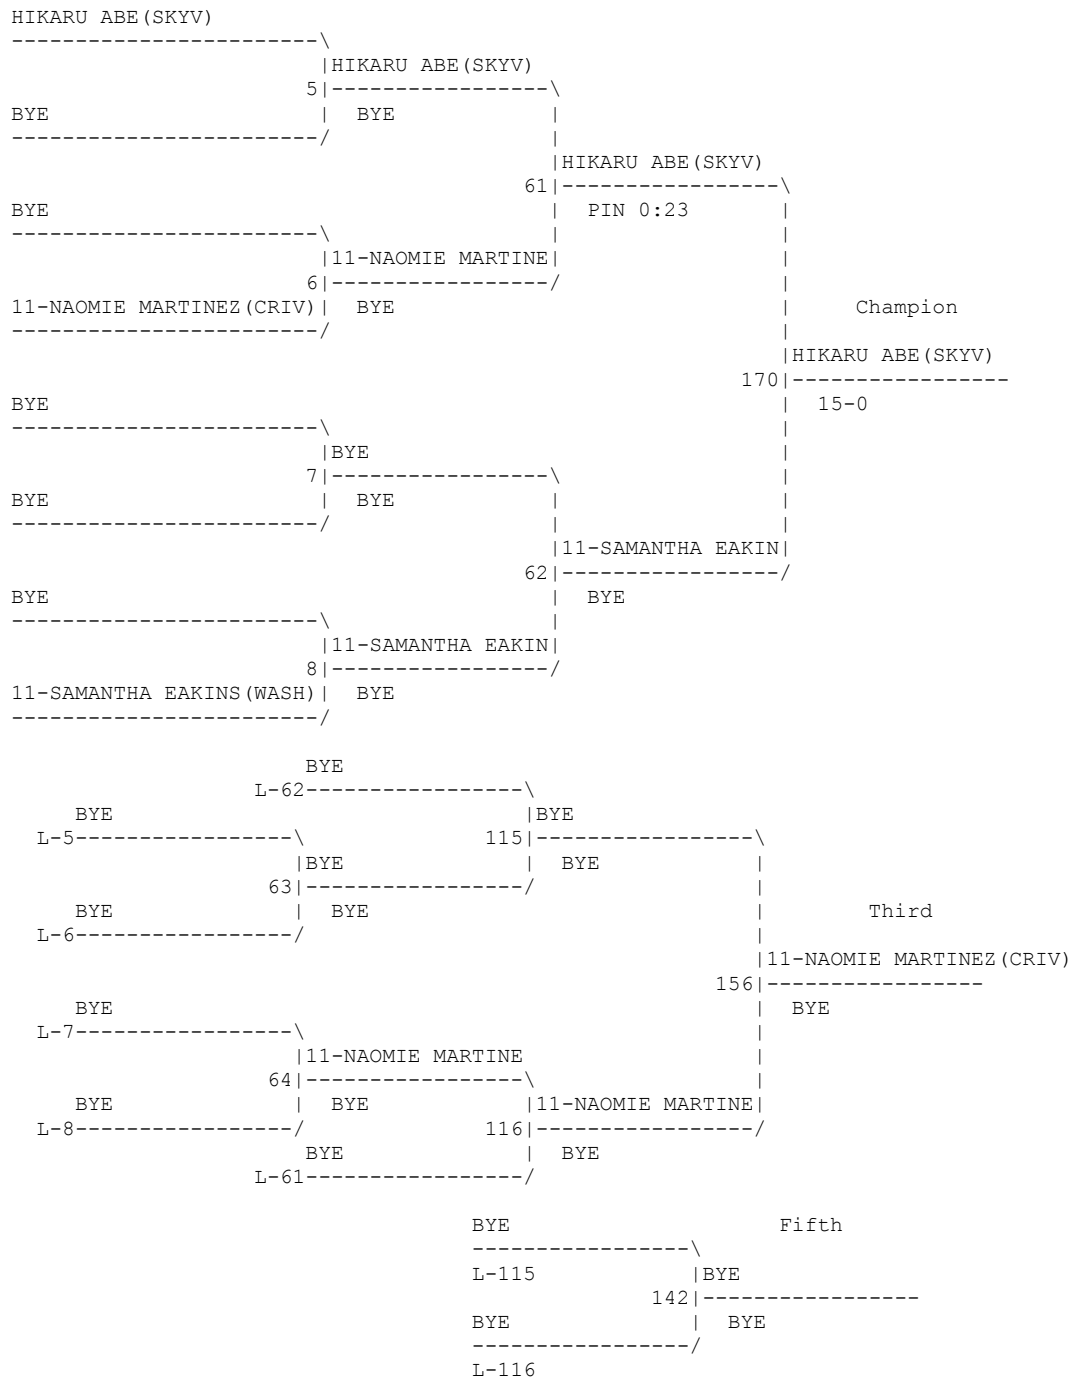 HIKARU ABE(SKYV)
------------------------\
|HIKARU ABE(SKYV)
5|-----------------\
BYE | BYE |
------------------------/ |
|HIKARU ABE(SKYV)
61|-----------------\
BYE | PIN 0:23 |
------------------------\ | |
|11-NAOMIE MARTINE| |
6|-----------------/ |
11-NAOMIE MARTINEZ(CRIV)| BYE | Champion
------------------------/ |
|HIKARU ABE(SKYV)
170|-----------------
BYE | 15-0
------------------------\ |
|BYE |
7|-----------------\ |
BYE | BYE | |
------------------------/ | |
|11-SAMANTHA EAKIN|
62|-----------------/
BYE | BYE
------------------------\ |
|11-SAMANTHA EAKIN|
8|-----------------/
11-SAMANTHA EAKINS(WASH)| BYE
------------------------/
BYE
L-62-----------------\
BYE |BYE
L-5-----------------\ 115|-----------------\
|BYE | BYE |
63|-----------------/ |
BYE | BYE | Third
L-6-----------------/ |
|11-NAOMIE MARTINEZ(CRIV)
156|-----------------
BYE | BYE
L-7-----------------\ |
|11-NAOMIE MARTINE |
64|-----------------\ |
BYE | BYE |11-NAOMIE MARTINE|
L-8-----------------/ 116|-----------------/
BYE | BYE
L-61-----------------/
BYE Fifth
-----------------\
L-115 |BYE
142|-----------------
BYE | BYE
-----------------/
L-116